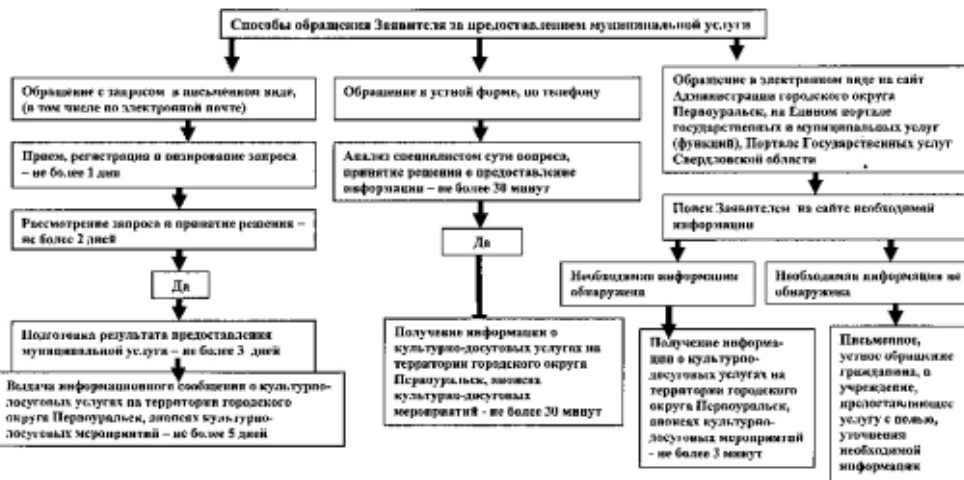 Способы обращения Заявителя за предоставлением муниципальной услуги
Обращение с запросом в письменном виде,
(в том числе по электронной почте)
Прием, регистрация и визирование запроса
– не более 1 дня
Рассмотрение запроса и принятие решения –
не более 2 дней
Да
Подготовка результата предоставления
муниципальной услуги – не более 3 дней
Выдача информационного сообщения о культурно-
досуговых услугах на территории городского
округа Первоуральск, анонсах культурно-
досуговых мероприятий – не более 5 дней
Обращение в устной форме, по телефону
Анализ специалистом сути вопроса,
принятие решения о предоставление
информации – не более 30 минут
Да
Получение информации о
культурно-досуговых услугах на
территории городского округа
Первоуральск, анонсах
культурно-досуговых
мероприятий - не более 30 минут
Обращение в электронном виде на сайт
Администрации городского округа
Первоуральск, на Едином портале
государственных и муниципальных услуг
(функций), Портале Государственных услуг
Свердловской области
Поиск Заявителем на сайте необходимой
информации
Необходимая информация
обнаружена
Получение информа-
ции о культурно-
досуговых услугах на
территории городского
округа Первоуральск,
анонсах культурно-
досуговых мероприятий
- не более 3 минут
Необходимая информация не
обнаружена
Письменное,
устное обращение
гражданина, в
учреждение,
предоставляющее
услугу с целью,
уточнения
необходимой
информации